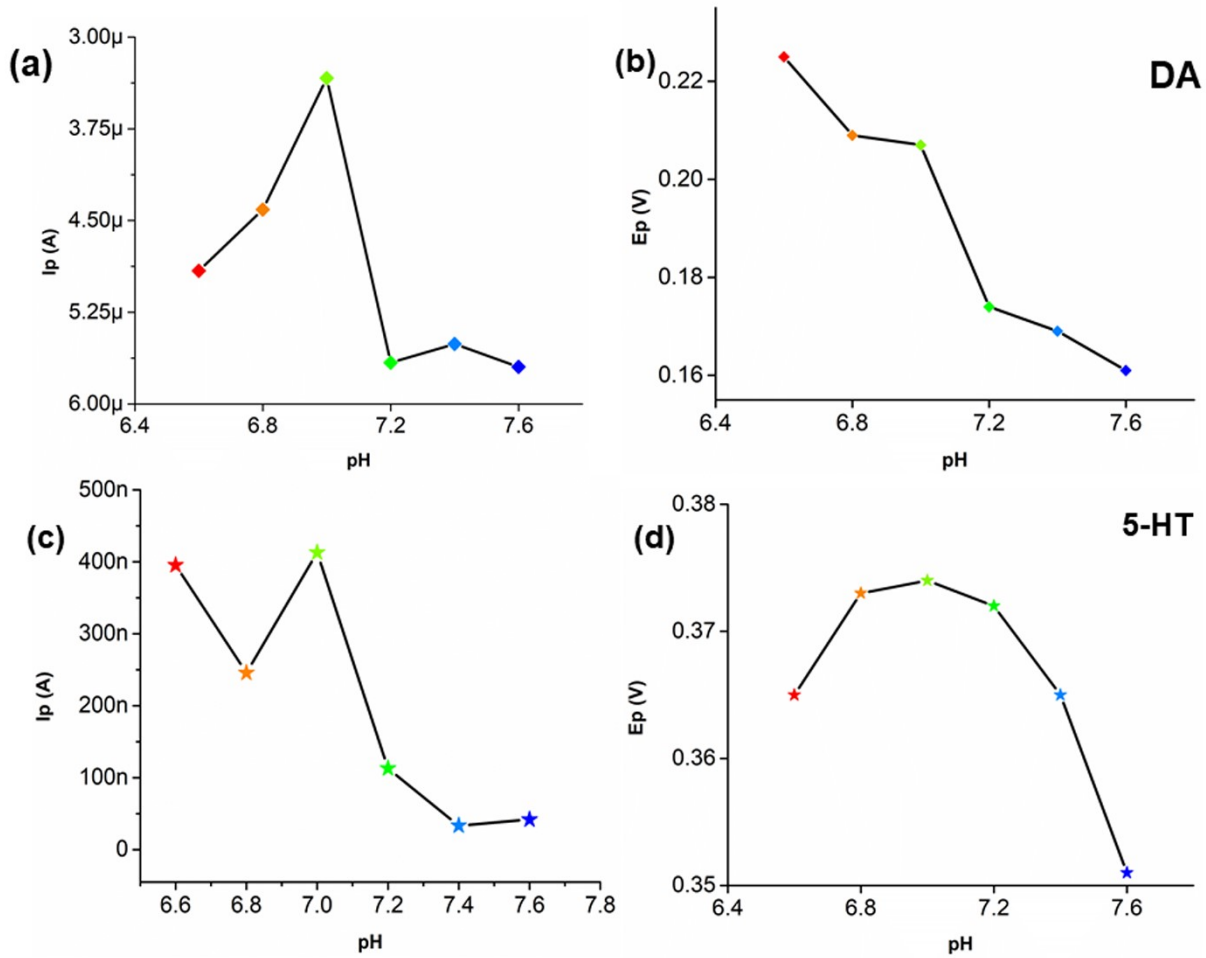 (a)
3.00µ
3.75µ
4.50µ
5.25µ
6.00µ
Ip (A)
6.4 6.8 7.2 7.6
pH
(b)
DA
0.22
0.20
0.18
0.16
Ep (V)
6.4 6.8 7.2 7.6
pH
(c)
500n
400n
300n
200n
100n
0
Ip (A)
6.6 6.8 7.0 7.2 7.4 7.6 7.8
pH
(d)
5-HT
0.38
0.37
0.36
0.35
Ep (V)
6.4 6.8 7.2 7.6
pH